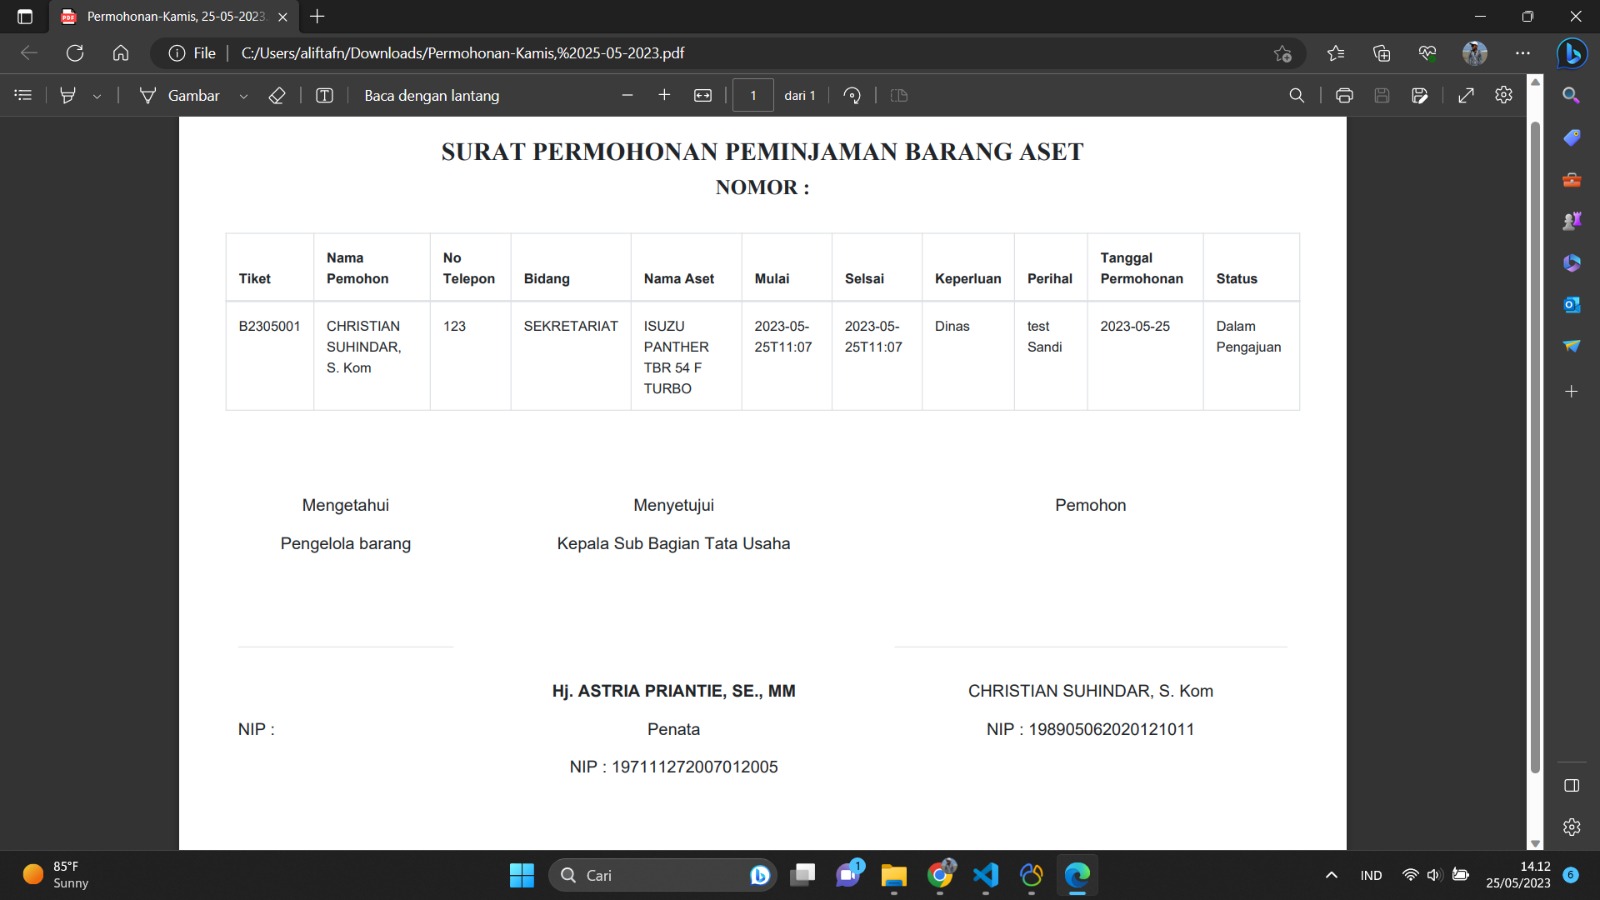 Permohonan-Kamis, 25-05-2023
File
C:/Users/aliftafn/Downloads/Permohonan-Kamis,%2025-05-2023.pdf
Gambar
Baca dengan lantang
1
dari 1
SURAT PERMOHONAN PEMINJAMAN BARANG ASET
NOMOR :
Tiket Nama Pemohon No Telepon Bidang Nama Aset Mulai Selsai Keperluan Perihal Tanggal Permohonan Status
B2305001 CHRISTIAN 123 SEKRETARIAT ISUZU 2023-05- 2023-05- Dinas test 2023-05-25 Dalam
SUHINDAR, PANTHER 25T11:07 25T11:07 Sandi Pengajuan
S. Kom TBR 54 F
TURBO
Mengetahui Menyetujui Pemohon
Pengelola barang Kepala Sub Bagian Tata Usaha
Hj. ASTRIA PRIANTIE, SE., MM CHRISTIAN SUHINDAR, S. Kom
NIP : Penata NIP : 198905062020121011
NIP : 197111272007012005
85°F
Sunny
Cari
1
IND
14.12
25/05/2023
6